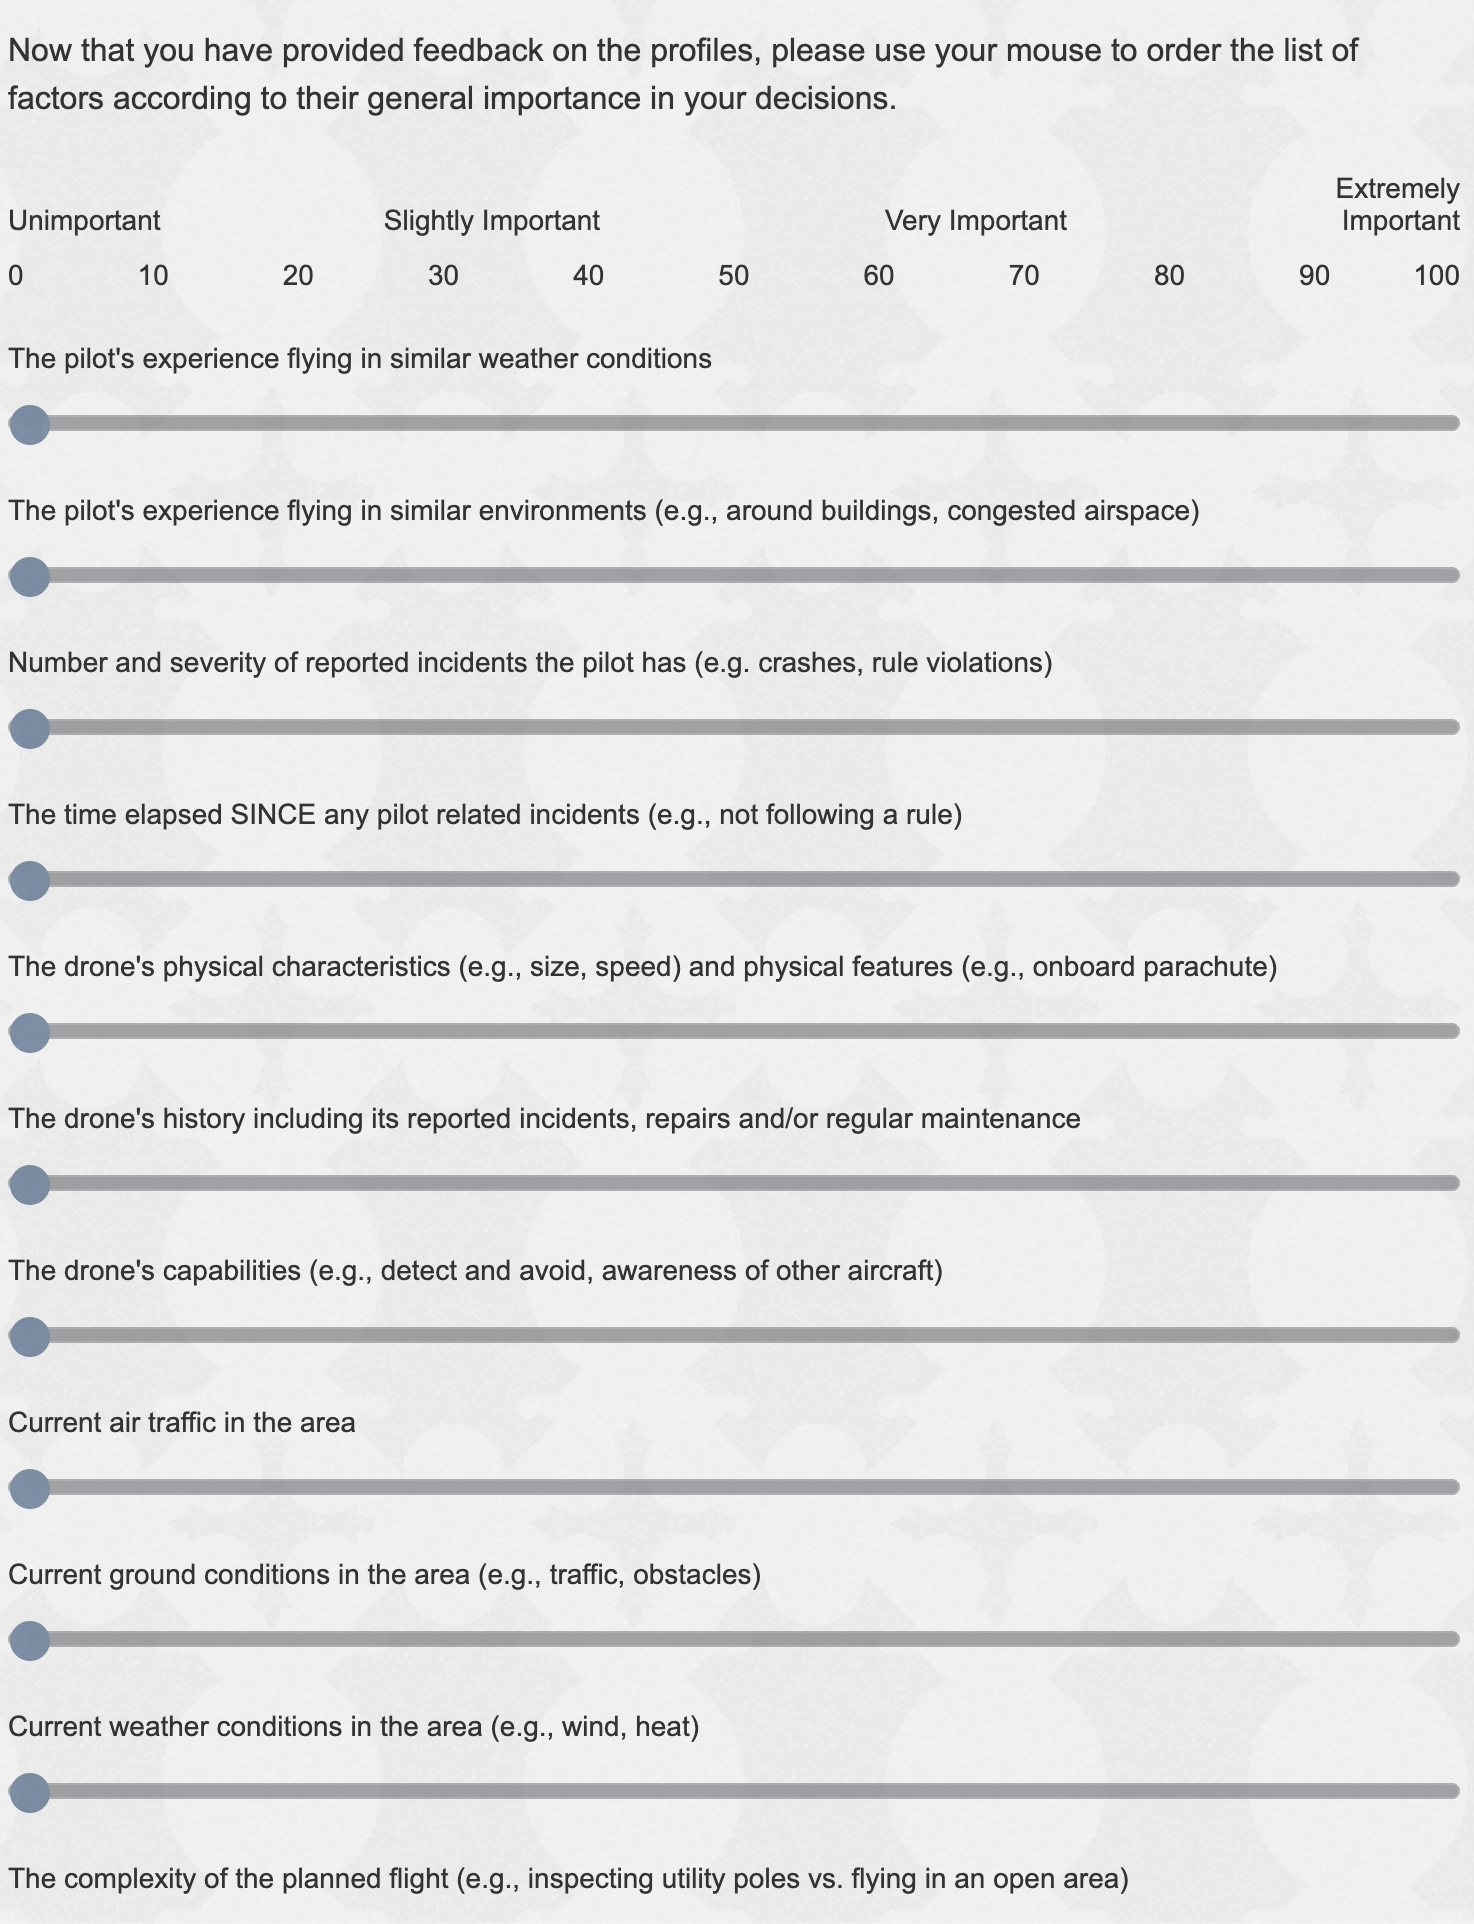 Now that you have provided feedback on the profiles, please use your mouse to order the list of
factors according to their general importance in your decisions.
Unimportant Slightly Important Very Important Extremely
Important
0 10 20 30 40 50 60 70 80 90 100
The pilot's experience flying in similar weather conditions
The pilot's experience flying in similar environments (e.g., around buildings, congested airspace)
Number and severity of reported incidents the pilot has (e.g. crashes, rule violations)
The time elapsed SINCE any pilot related incidents (e.g., not following a rule)
The drone's physical characteristics (e.g., size, speed) and physical features (e.g., onboard parachute)
The drone's history including its reported incidents, repairs and/or regular maintenance
The drone's capabilities (e.g., detect and avoid, awareness of other aircraft)
Current air traffic in the area
Current ground conditions in the area (e.g., traffic, obstacles)
Current weather conditions in the area (e.g., wind, heat)
The complexity of the planned flight (e.g., inspecting utility poles vs. flying in an open area)